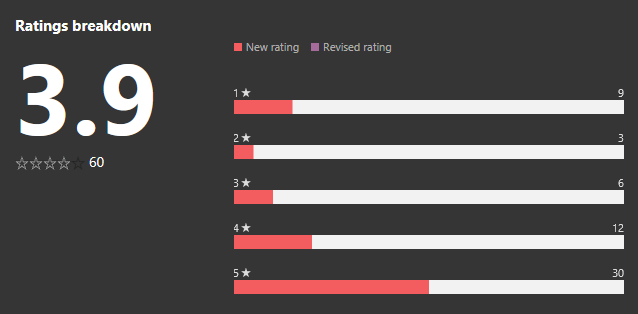 Ratings breakdown
3.9
60
New rating Revised rating
1 ★ 9
2 ★ 3
3 ★ 6
4 ★ 12
5 ★ 30